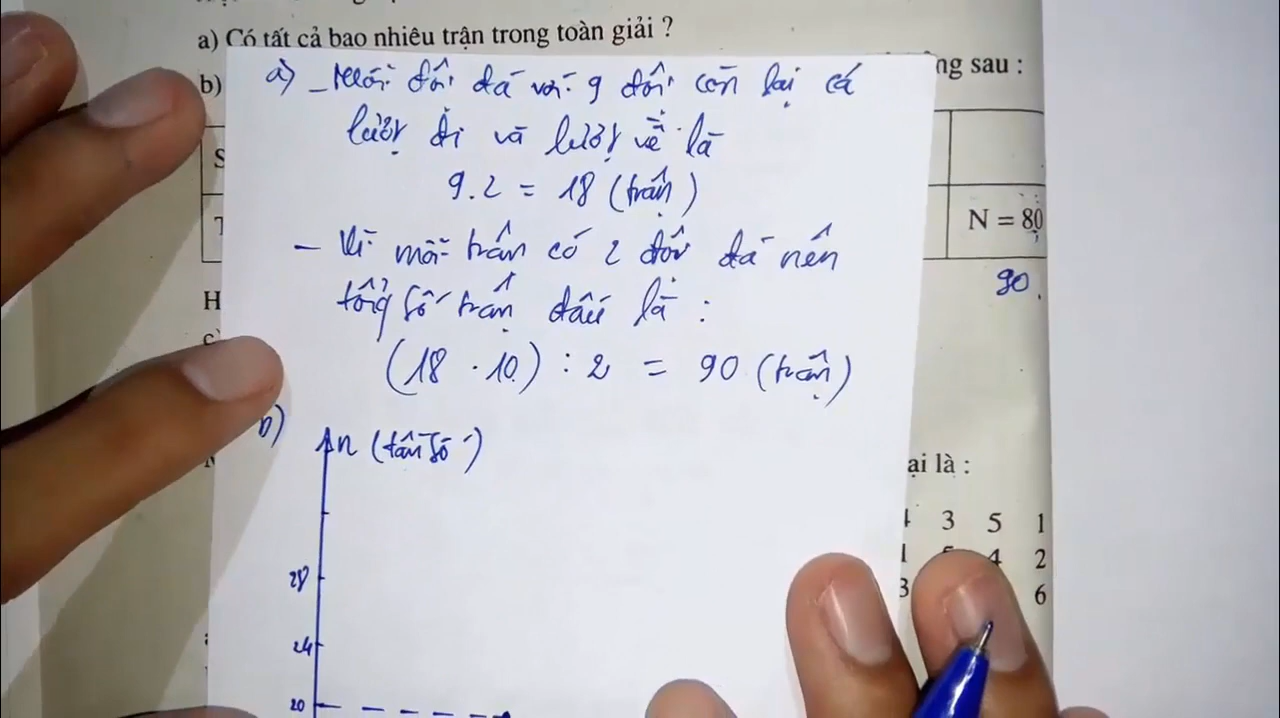 a) Có tất cả bao nhiêu trận trong toàn giải ?
b)
ng sau :
a) – Mỗi đội đá với 9 đội còn lại cả
lượt đi và lượt về là
9.2 = 18 (trận)
– Vì mỗi trận có 2 đội đá nên
tổng số trận đấu là :
(18 . 10) : 2 = 90 (trận)
N = 80
90.
H
b)
n (tần số)
28
24
20
ại là :
3 5 1
4 2
3 6